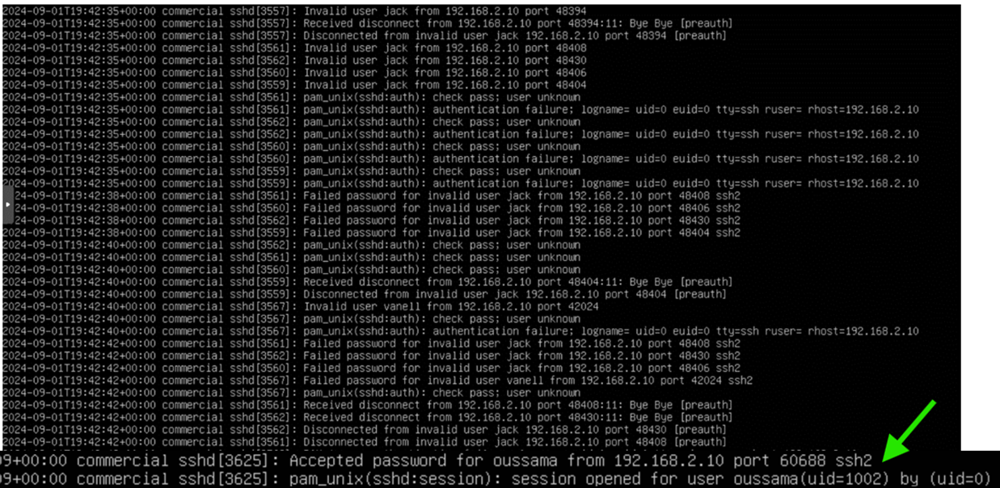 2024-09-01T19:42:35+00:00 commercial sshd[3557]: Invalid user jack from 192.168.2.10 port 48394
2024-09-01T19:42:35+00:00 commercial sshd[3557]: Received disconnect from 192.168.2.10 port 48394:11: Bye Bye [preauth]
2024-09-01T19:42:35+00:00 commercial sshd[3557]: Disconnected from invalid user jack 192.168.2.10 port 48394 [preauth]
2024-09-01T19:42:35+00:00 commercial sshd[3561]: Invalid user jack from 192.168.2.10 port 48408
2024-09-01T19:42:35+00:00 commercial sshd[3562]: Invalid user jack from 192.168.2.10 port 48430
2024-09-01T19:42:35+00:00 commercial sshd[3560]: Invalid user jack from 192.168.2.10 port 48406
2024-09-01T19:42:35+00:00 commercial sshd[3559]: Invalid user jack from 192.168.2.10 port 48404
2024-09-01T19:42:35+00:00 commercial sshd[3561]: pam_unix(sshd:auth): check pass; user unknown
2024-09-01T19:42:35+00:00 commercial sshd[3561]: pam_unix(sshd:auth): authentication failure; logname= uid=0 euid=0 tty=ssh ruser= rhost=192.168.2.10
2024-09-01T19:42:35+00:00 commercial sshd[3562]: pam_unix(sshd:auth): check pass; user unknown
2024-09-01T19:42:35+00:00 commercial sshd[3562]: pam_unix(sshd:auth): authentication failure; logname= uid=0 euid=0 tty=ssh ruser= rhost=192.168.2.10
2024-09-01T19:42:35+00:00 commercial sshd[3560]: pam_unix(sshd:auth): check pass; user unknown
2024-09-01T19:42:35+00:00 commercial sshd[3560]: pam_unix(sshd:auth): authentication failure; logname= uid=0 euid=0 tty=ssh ruser= rhost=192.168.2.10
2024-09-01T19:42:35+00:00 commercial sshd[3559]: pam_unix(sshd:auth): check pass; user unknown
2024-09-01T19:42:35+00:00 commercial sshd[3559]: pam_unix(sshd:auth): authentication failure; logname= uid=0 euid=0 tty=ssh ruser= rhost=192.168.2.10
24-09-01T19:42:38+00:00 commercial sshd[3561]: Failed password for invalid user jack from 192.168.2.10 port 48408 ssh2
24-09-01T19:42:38+00:00 commercial sshd[3560]: Failed password for invalid user jack from 192.168.2.10 port 48406 ssh2
24-09-01T19:42:38+00:00 commercial sshd[3562]: Failed password for invalid user jack from 192.168.2.10 port 48430 ssh2
2024-09-01T19:42:38+00:00 commercial sshd[3559]: Failed password for invalid user jack from 192.168.2.10 port 48404 ssh2
2024-09-01T19:42:40+00:00 commercial sshd[3562]: pam_unix(sshd:auth): check pass; user unknown
2024-09-01T19:42:40+00:00 commercial sshd[3561]: pam_unix(sshd:auth): check pass; user unknown
2024-09-01T19:42:40+00:00 commercial sshd[3560]: pam_unix(sshd:auth): check pass; user unknown
2024-09-01T19:42:40+00:00 commercial sshd[3559]: Received disconnect from 192.168.2.10 port 48404:11: Bye Bye [preauth]
2024-09-01T19:42:40+00:00 commercial sshd[3559]: Disconnected from invalid user jack 192.168.2.10 port 48404 [preauth]
2024-09-01T19:42:40+00:00 commercial sshd[3567]: Invalid user vanell from 192.168.2.10 port 42024
2024-09-01T19:42:40+00:00 commercial sshd[3567]: pam_unix(sshd:auth): check pass; user unknown
2024-09-01T19:42:40+00:00 commercial sshd[3567]: pam_unix(sshd:auth): authentication failure; logname= uid=0 euid=0 tty=ssh ruser= rhost=192.168.2.10
2024-09-01T19:42:42+00:00 commercial sshd[3561]: Failed password for invalid user jack from 192.168.2.10 port 48408 ssh2
2024-09-01T19:42:42+00:00 commercial sshd[3562]: Failed password for invalid user jack from 192.168.2.10 port 48430 ssh2
2024-09-01T19:42:42+00:00 commercial sshd[3560]: Failed password for invalid user jack from 192.168.2.10 port 48406 ssh2
2024-09-01T19:42:42+00:00 commercial sshd[3567]: Failed password for invalid user vanell from 192.168.2.10 port 42024 ssh2
2024-09-01T19:42:42+00:00 commercial sshd[3567]: pam_unix(sshd:auth): check pass; user unknown
2024-09-01T19:42:42+00:00 commercial sshd[3561]: Received disconnect from 192.168.2.10 port 48408:11: Bye Bye [preauth]
2024-09-01T19:42:42+00:00 commercial sshd[3562]: Received disconnect from 192.168.2.10 port 48430:11: Bye Bye [preauth]
2024-09-01T19:42:42+00:00 commercial sshd[3562]: Disconnected from invalid user jack 192.168.2.10 port 48430 [preauth]
2024-09-01T19:42:42+00:00 commercial sshd[3561]: Disconnected from invalid user jack 192.168.2.10 port 48408 [preauth]
09+00:00 commercial sshd[3625]: Accepted password for oussama from 192.168.2.10 port 60688 ssh2
09+00:00 commercial sshd[3625]: pam_unix(sshd:session): session opened for user oussama(uid=1002) by (uid=0)